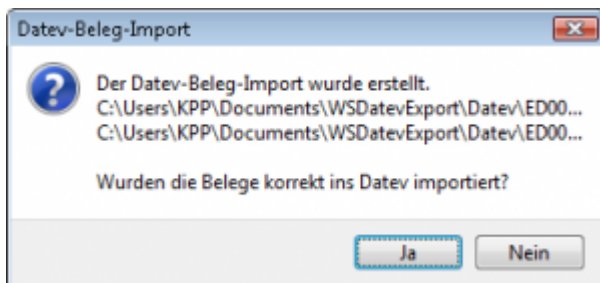 Datev-Beleg-Import
Der Datev-Beleg-Import wurde erstellt.
C:\Users\KPP\Documents\WSDatevExport\Datev\ED00...
C:\Users\KPP\Documents\WSDatevExport\Datev\ED00...
Wurden die Belege korrekt ins Datev importiert?
Ja
Nein